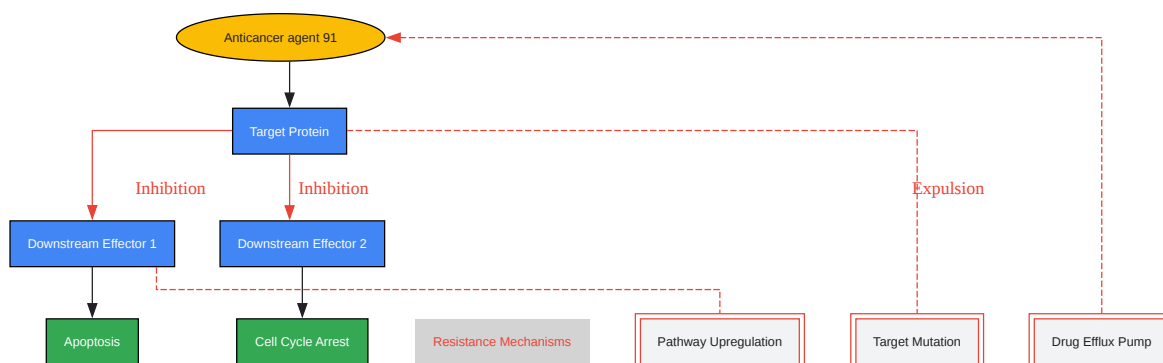 Anticancer agent 91
Target Protein
Inhibition
Inhibition
Expulsion
Downstream Effector 1
Downstream Effector 2
Apoptosis
Cell Cycle Arrest
Resistance Mechanisms
Pathway Upregulation
Target Mutation
Drug Efflux Pump